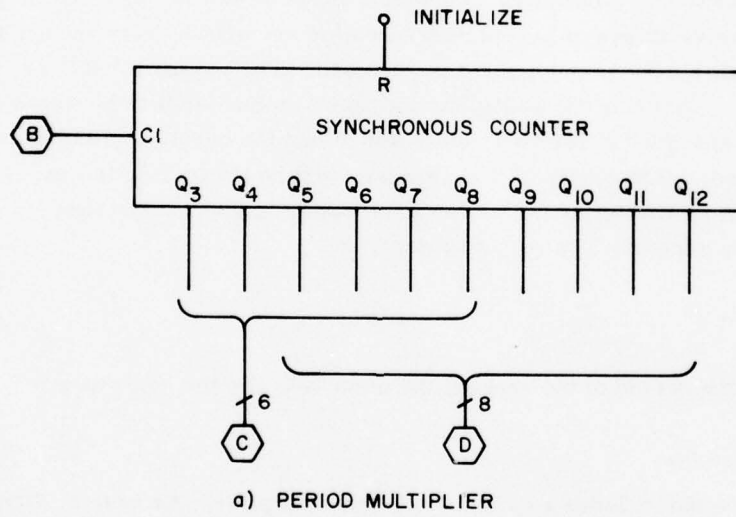 INITIALIZE
R
B
CI
SYNCHRONOUS COUNTER
Q3 Q4 Q5 Q6 Q7 Q8 Q9 Q10 Q11 Q12
6
8
C
D
a) PERIOD MULTIPLIER